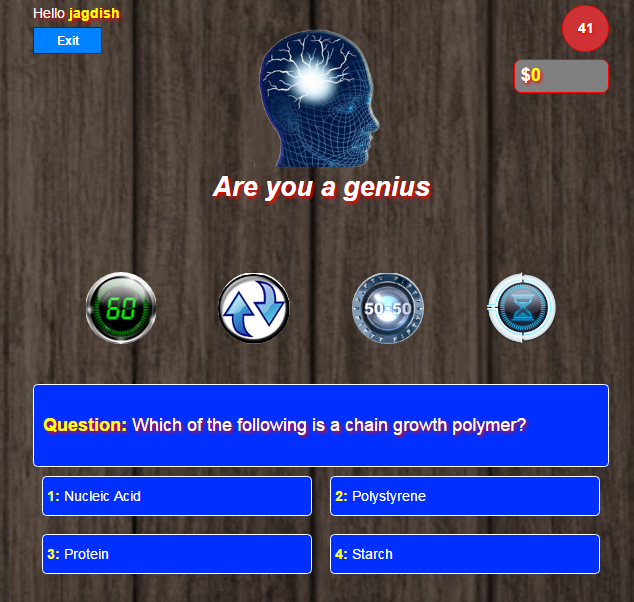 Hello jagdish
41
Exit
$0
Are you a genius
60
50-50
Question: Which of the following is a chain growth polymer?
1: Nucleic Acid
2: Polystyrene
3: Protein
4: Starch